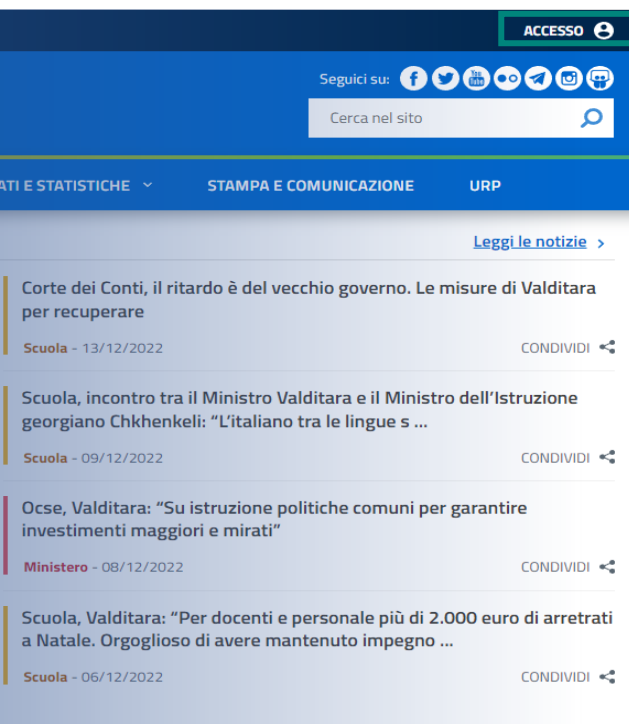 ACCESSO
Seguici su:
Cerca nel sito
ATI E STATISTICHE STAMPA E COMUNICAZIONE URP
Leggi le notizie
Corte dei Conti, il ritardo è del vecchio governo. Le misure di Valditara
per recuperare
Scuola - 13/12/2022 CONDIVIDI
Scuola, incontro tra il Ministro Valditara e il Ministro dell’Istruzione
georgiano Chkhenkeli: “L’italiano tra le lingue s ...
Scuola - 09/12/2022 CONDIVIDI
Ocse, Valditara: “Su istruzione politiche comuni per garantire
investimenti maggiori e mirati”
Ministero - 08/12/2022 CONDIVIDI
Scuola, Valditara: “Per docenti e personale più di 2.000 euro di arretrati
a Natale. Orgoglioso di avere mantenuto impegno ...
Scuola - 06/12/2022 CONDIVIDI